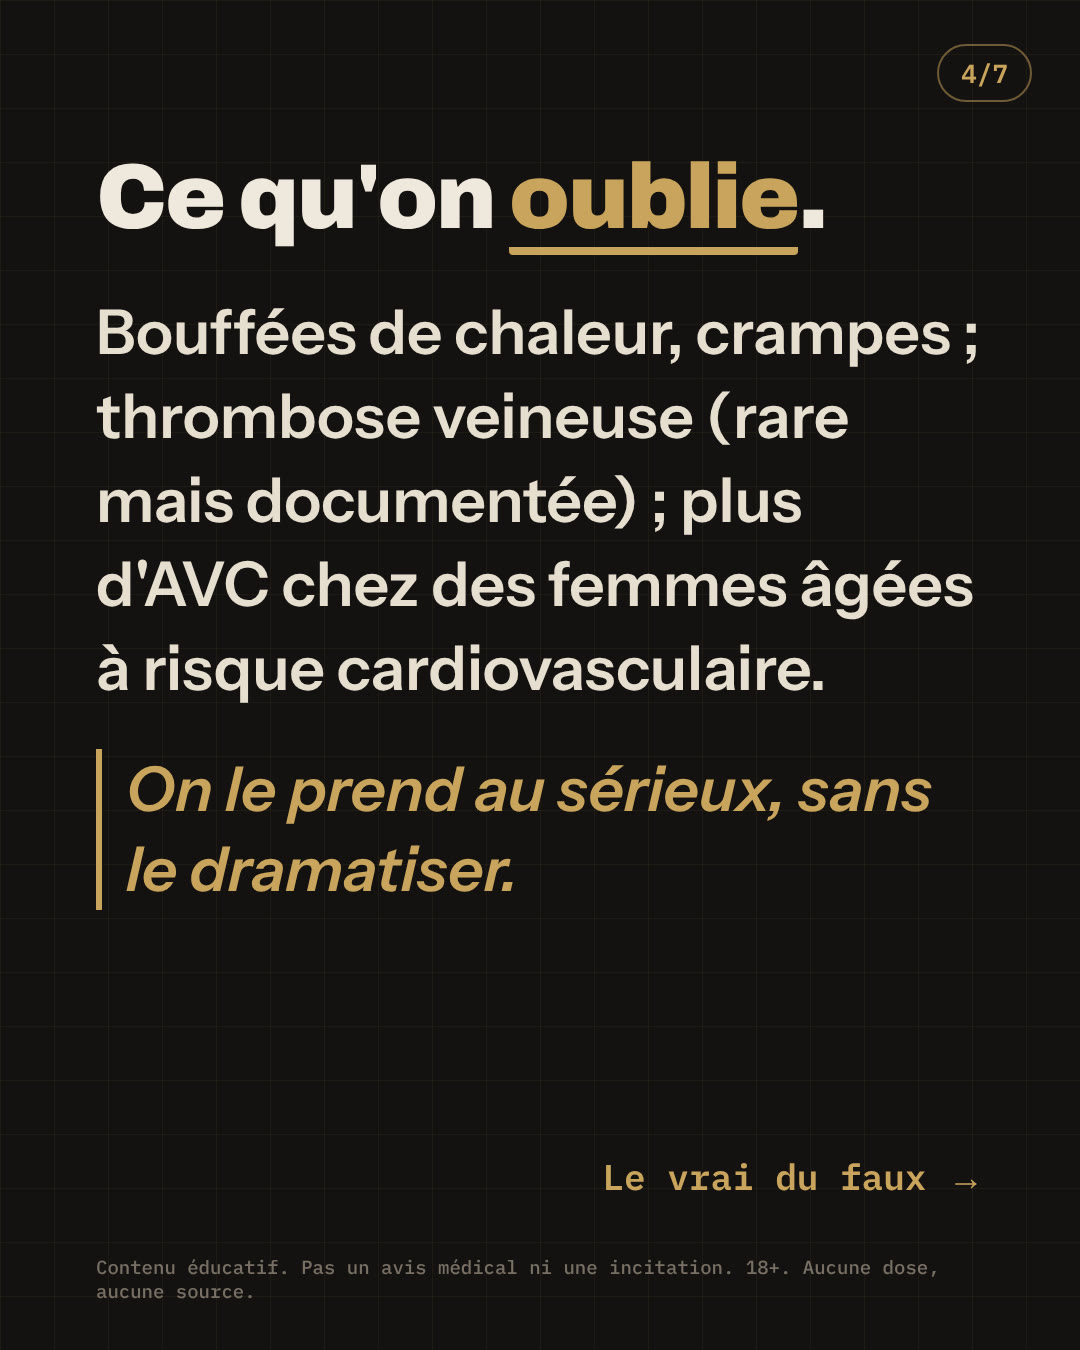 4/7
Ce qu'on oublie.
Bouffées de chaleur, crampes ;
thrombose veineuse (rare
mais documentée) ; plus
d'AVC chez des femmes âgées
à risque cardiovasculaire.
On le prend au sérieux, sans
le dramatiser.
Le vrai du faux →
Contenu éducatif. Pas un avis médical ni une incitation. 18+. Aucune dose,
aucune source.